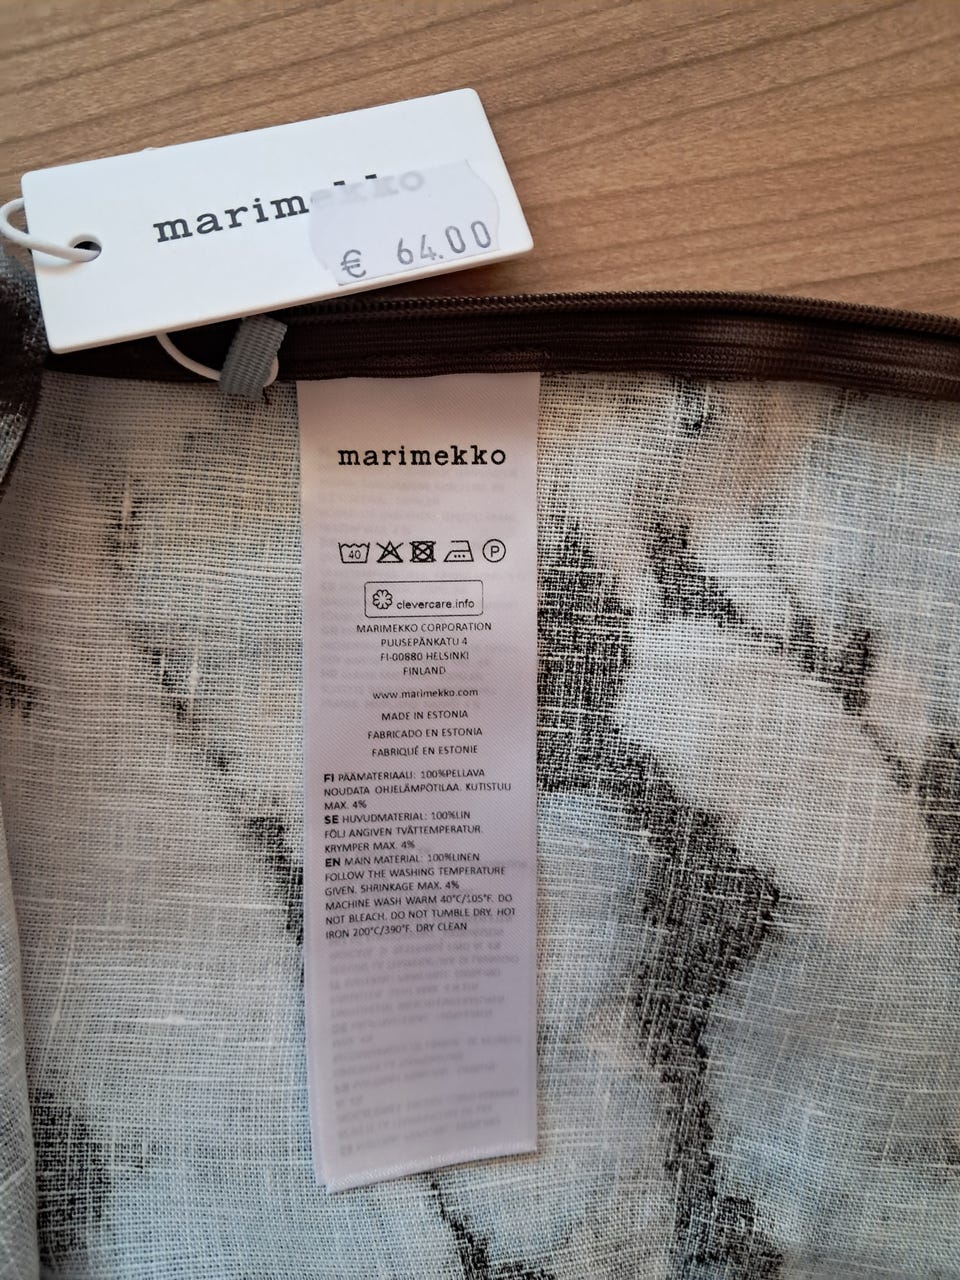 marimekko
€ 64.00
marimekko
40 P
clevercare.info
MARIMEKKO CORPORATION
PUUSEPÄNKATU 4
FI-00880 HELSINKI
FINLAND
www.marimekko.com
MADE IN ESTONIA
FABRICADO EN ESTONIA
FABRIQUÉ EN ESTONIE
FI PÄÄMATERIAALI: 100%PELLAVA
NOUDATA OHJELÄMPÖTILAA. KUTISTUU
MAX. 4%
SE HUVUDMATERIAL: 100%LIN
FÖLJ ANGIVEN TVÄTTEMPERATUR.
KRYMPER MAX. 4%
EN MAIN MATERIAL: 100%LINEN
FOLLOW THE WASHING TEMPERATURE
GIVEN. SHRINKAGE MAX. 4%
MACHINE WASH WARM 40°C/105°F. DO
NOT BLEACH. DO NOT TUMBLE DRY. HOT
IRON 200°C/390°F. DRY CLEAN